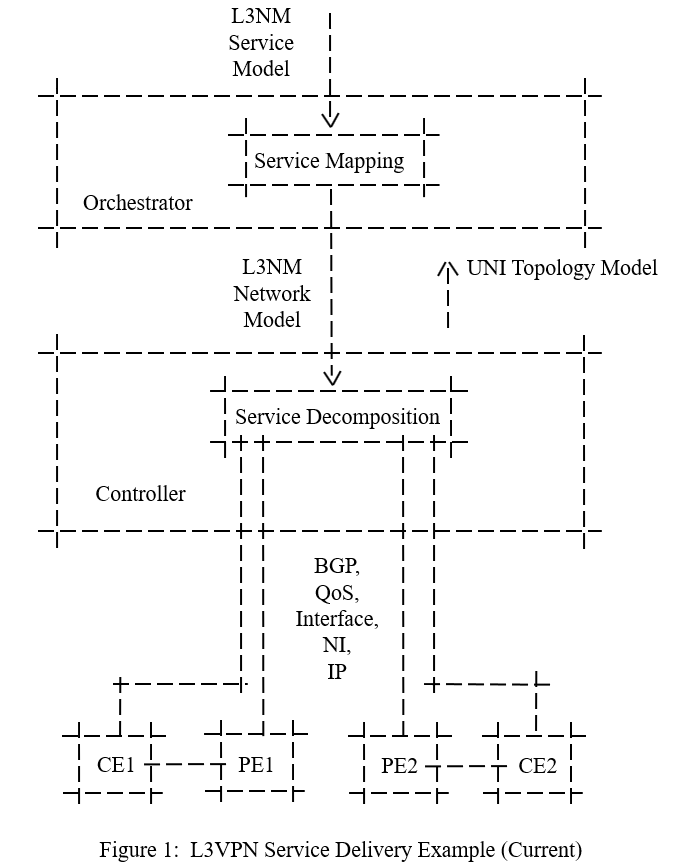 L3NM
Service
Model
Service Mapping
Orchestrator
L3NM
Network
Model
UNI Topology Model
Service Decomposition
Controller
BGP,
QoS,
Interface,
NI,
IP
CE1
PE1
PE2
CE2
Figure 1: L3VPN Service Delivery Example (Current)